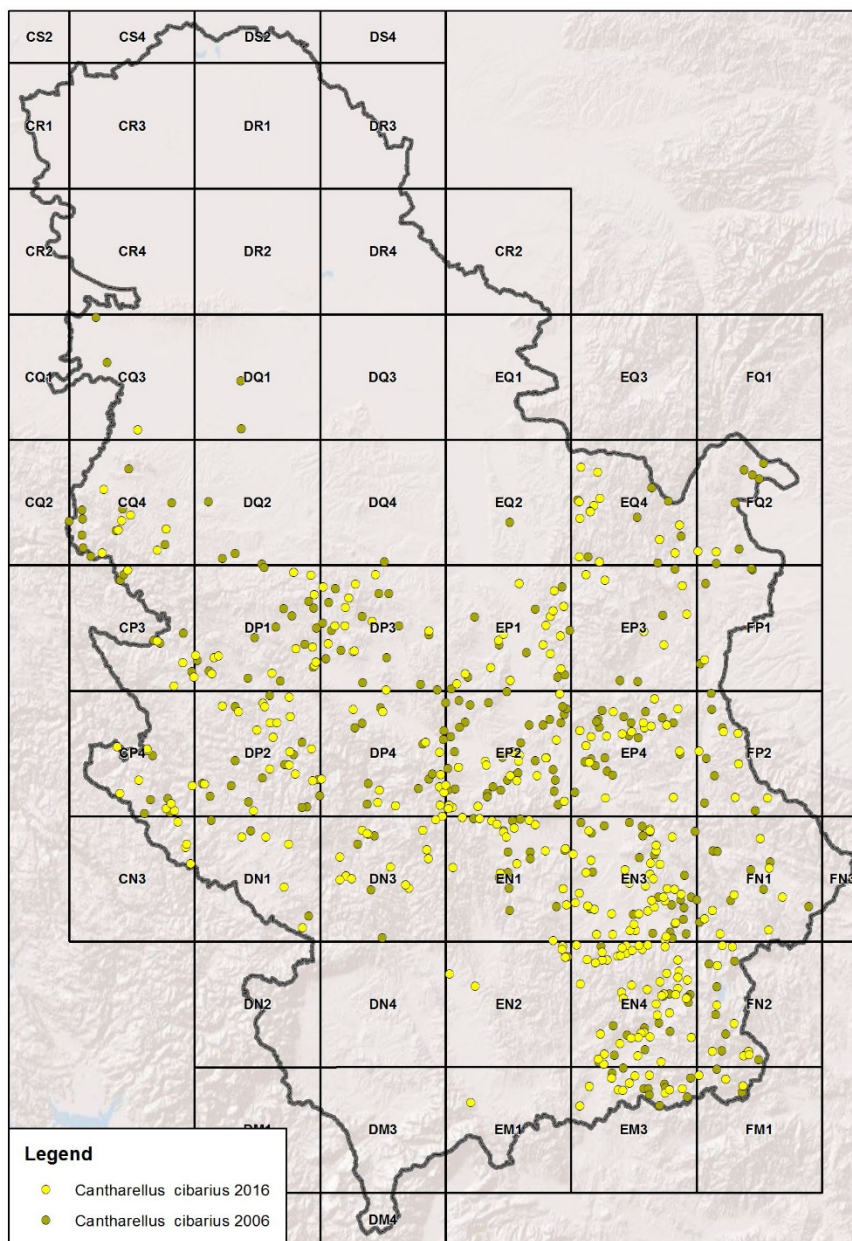 CS2 CS4 DS2 DS4
CR1 CR3 DR1 DR3
CR2 CR4 DR2 DR4 CR2
CQ1 CQ3 DQ1 DQ3 EQ1 EQ3 FQ1
CQ2 CQ4 DQ2 DQ4 EQ2 EQ4 FQ2
CP3 DP1 DP3 EP1 EP3 FP1
CP4 DP2 DP4 EP2 EP4 FP2
CN3 DN1 DN3 EN1 EN3 FN1 FN3
DN2 DN4 EN2 EN4 FN2
DM1 DM3 EM1 EM3 FM1
Legend
Cantharellus cibarius 2016
Cantharellus cibarius 2006
DM4